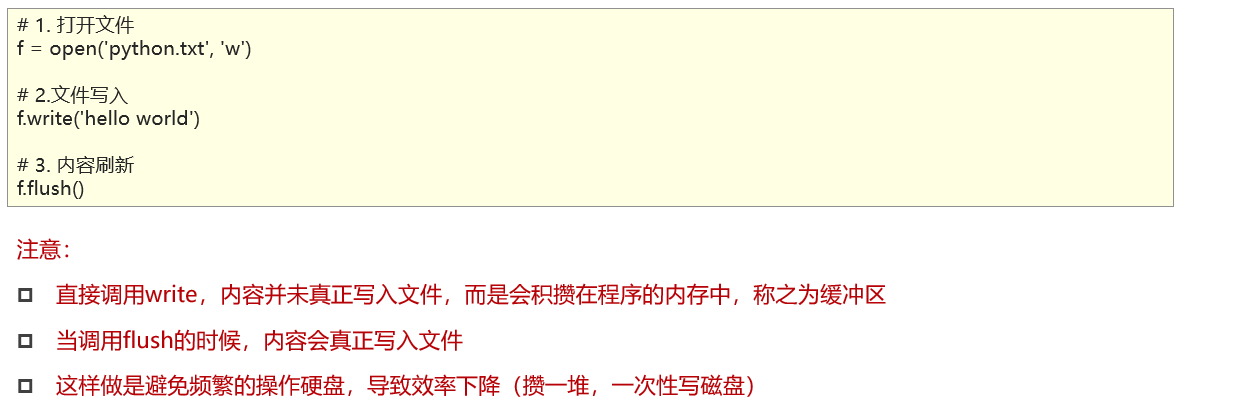 # 1. 打开文件
f = open('python.txt', 'w')
# 2.文件写入
f.write('hello world')
# 3. 内容刷新
f.flush()
注意：
直接调用write，内容并未真正写入文件，而是会积攒在程序的内存中，称之为缓冲区
当调用flush的时候，内容会真正写入文件
这样做是避免频繁的操作硬盘，导致效率下降（攒一堆，一次性写磁盘）